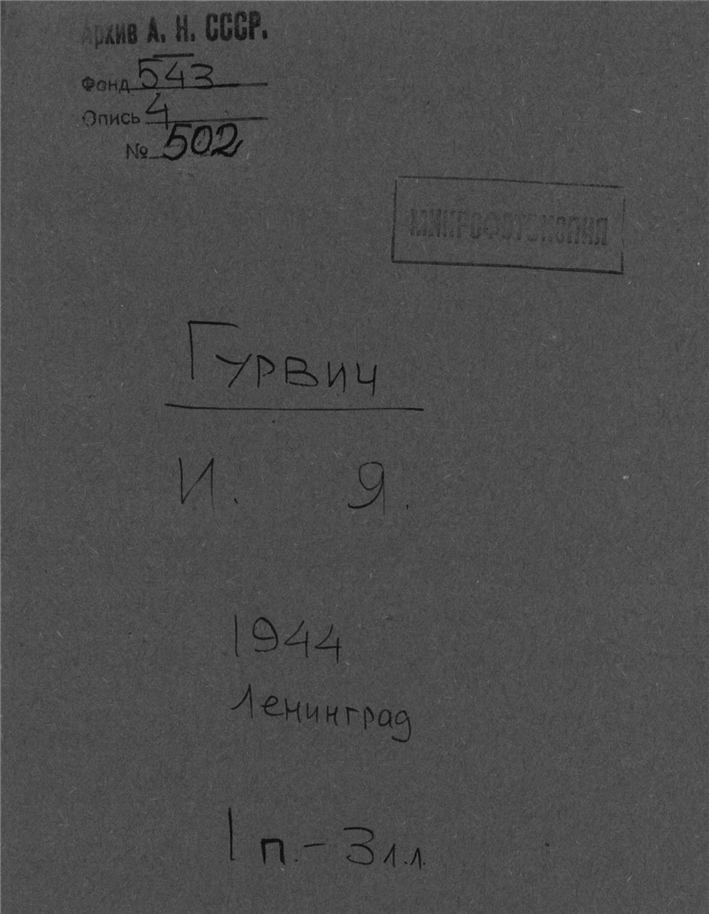 Архив А. Н. СССР.
Фонд 543
Опись 4
№ 502
МИКРОФОТОКОПИЯ
Гурвич
И. Я.
1944
Ленинград
1 п. – 3 л.л.